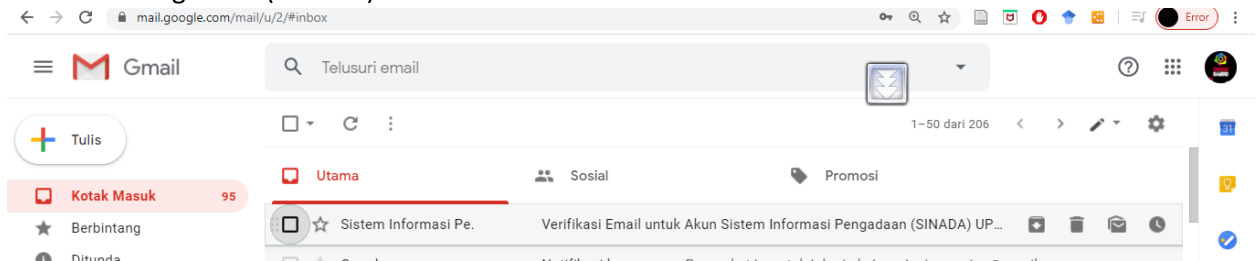 mail.google.com/mail/u/2/#inbox
Error
Gmail
Telusuri email
Tulis
1–50 dari 206
31
Utama
Sosial
Promosi
Kotak Masuk 95
Berbintang
Sistem Informasi Pe. Verifikasi Email untuk Akun Sistem Informasi Pengadaan (SINADA) UP...
Ditunda